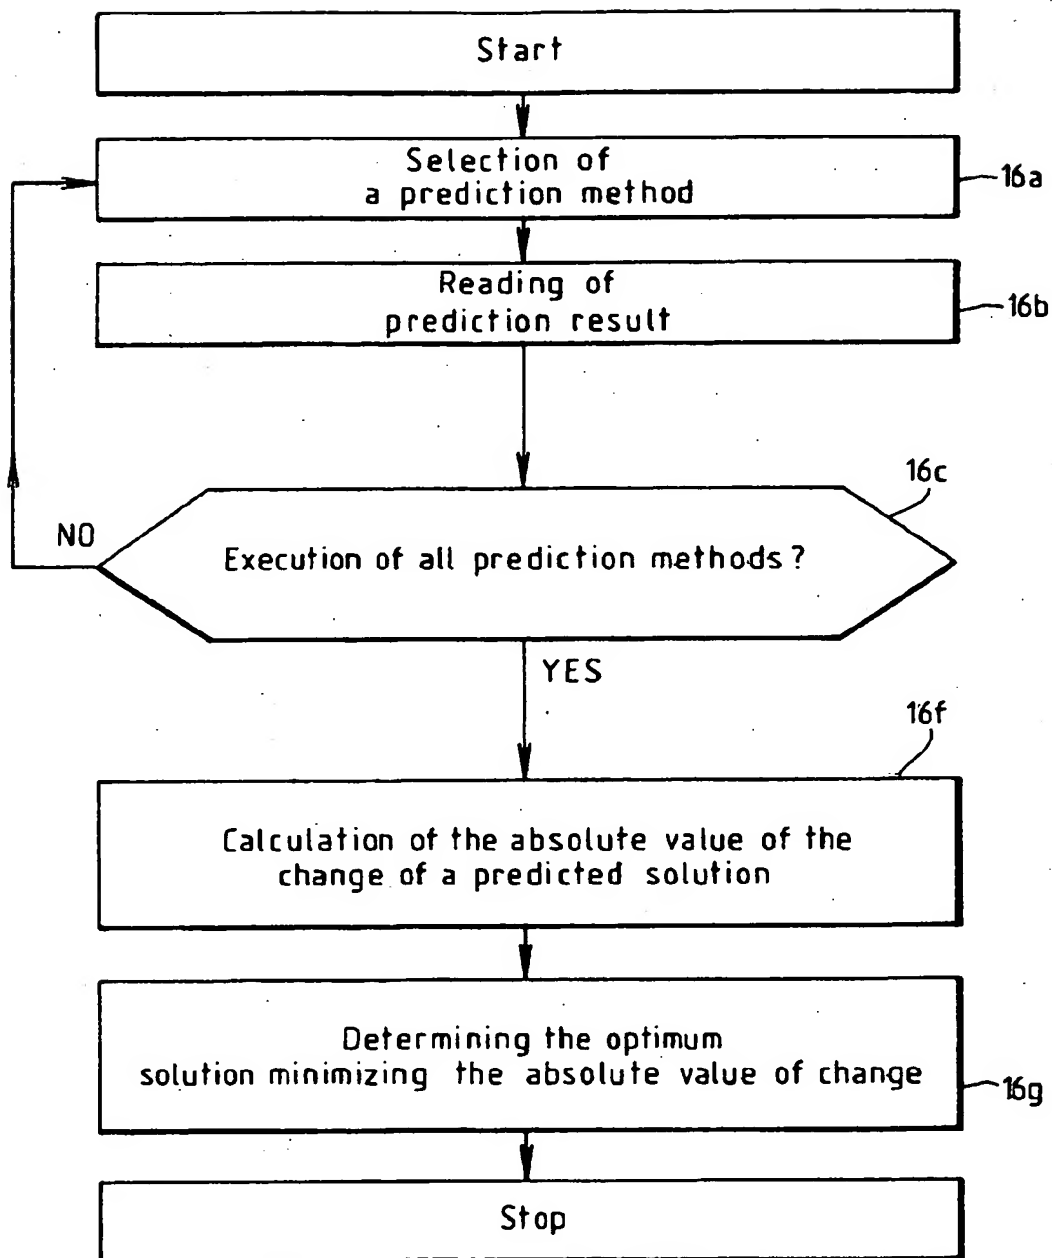 Start
Selection of
a prediction method
16a
Reading of
prediction result
16b
16c
NO
Execution of all prediction methods?
YES
16f
Calculation of the absolute value of the
change of a predicted solution
Determining the optimum
solution minimizing the absolute value of change
16g
Stop